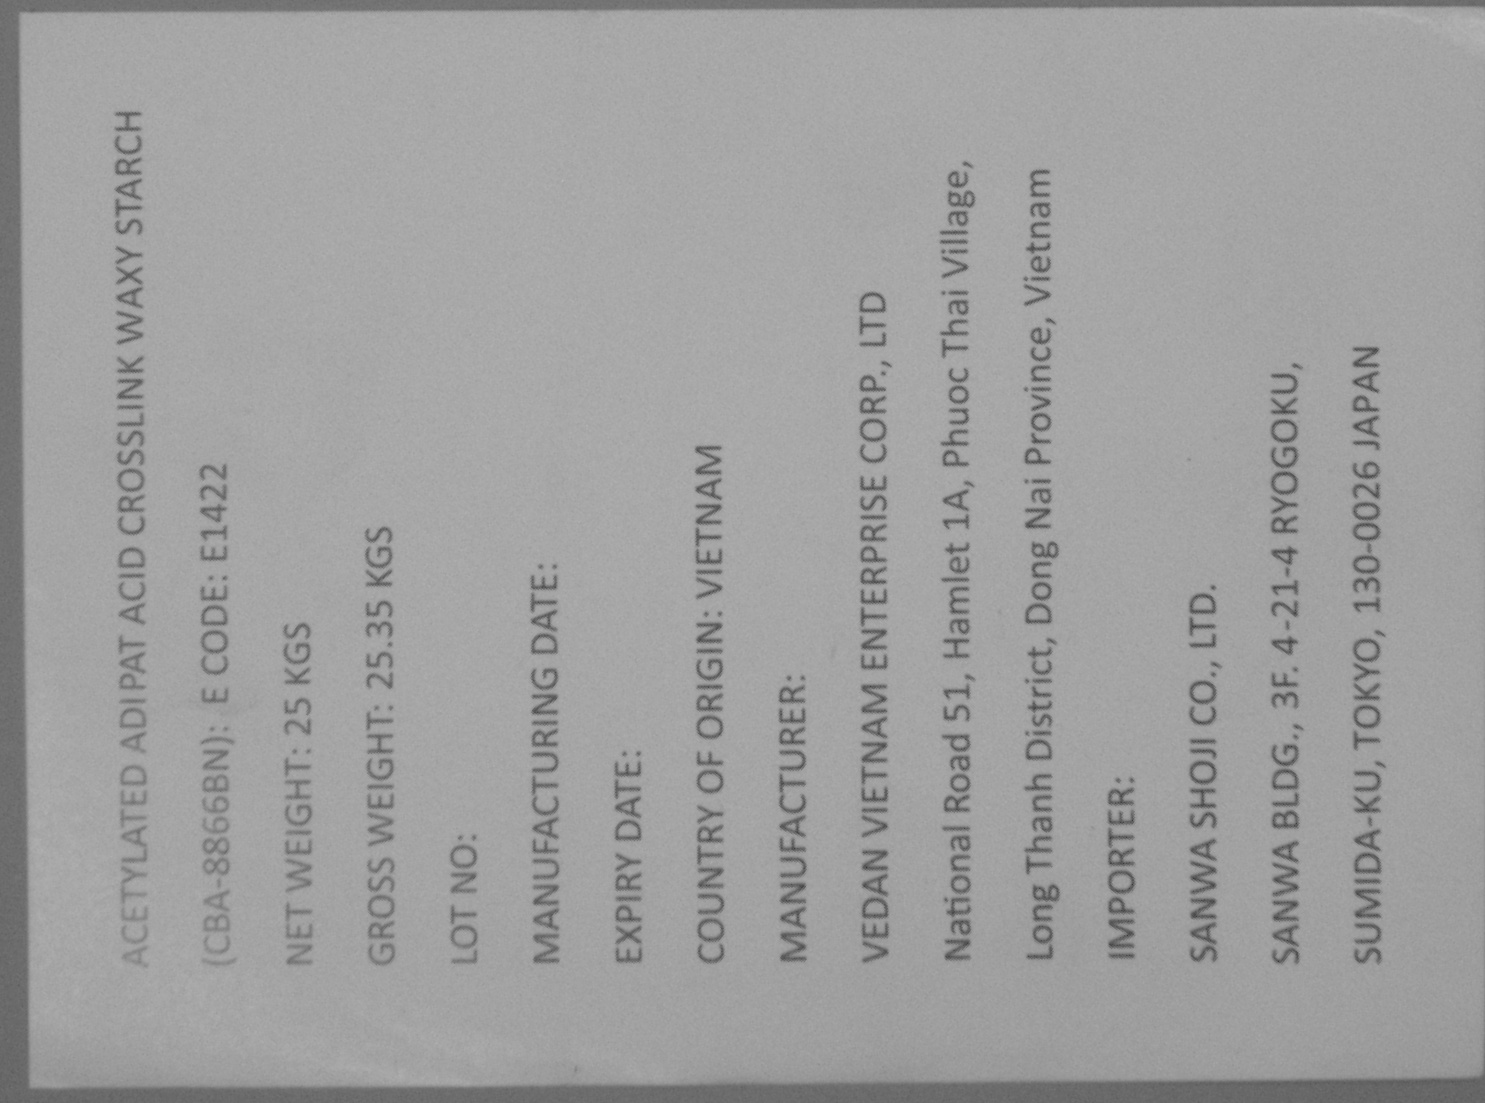 ACETYLATED ADIPAT ACID CROSSLINK WAXY STARCH
(CBA-8866BN): E CODE: E1422
NET WEIGHT: 25 KGS
GROSS WEIGHT: 25.35 KGS
LOT NO:
MANUFACTURING DATE:
EXPIRY DATE:
COUNTRY OF ORIGIN: VIETNAM
MANUFACTURER:
VEDAN VIETNAM ENTERPRISE CORP., LTD
National Road 51, Hamlet 1A, Phuoc Thai Village,
Long Thanh District, Dong Nai Province, Vietnam
IMPORTER:
SANWA SHOJI CO., LTD.
SANWA BLDG., 3F. 4-21-4 RYOGOKU,
SUMIDA-KU, TOKYO, 130-0026 JAPAN